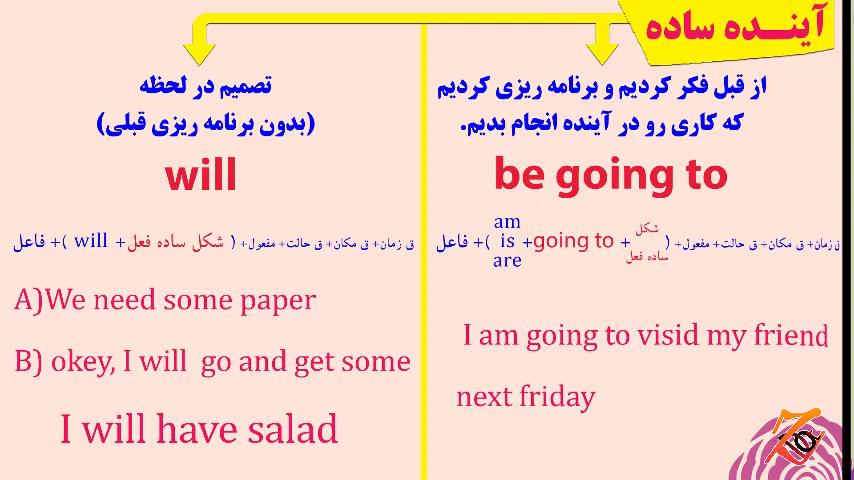 آینده ساده
از قبل فکر کردیم و برنامه ریزی کردیم
که کاری رو در آینده انجام بدیم.
be going to
فاعل +( am is are +going to + شکل ساده فعل ) +مفعول +ق حالت +ق مکان +ق زمان
I am going to visid my friend
next friday
تصمیم در لحظه
(بدون برنامه ریزی قبلی)
will
فاعل +( will + شکل ساده فعل ) +مفعول +ق حالت +ق مکان +ق زمان
A)We need some paper
B) okey, I will go and get some
I will have salad